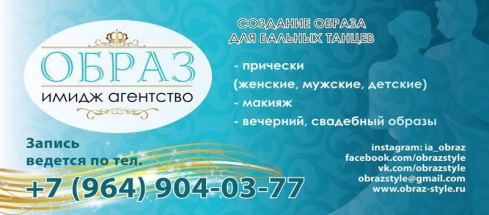 ОБРАЗ
имидж агентство
СОЗДАНИЕ ОБРАЗА
ДЛЯ БАЛЬНЫХ ТАНЦЕВ
- прически
(женские, мужские, детские)
- макияж
- вечерний, свадебный образы
Запись
ведется по тел.
+7 (964) 904-03-77
instagram: ia_obraz
facebook.com/obrazstyle
vk.com/obrazstyle
obrazstyle@gmail.com
www.obraz-style.ru